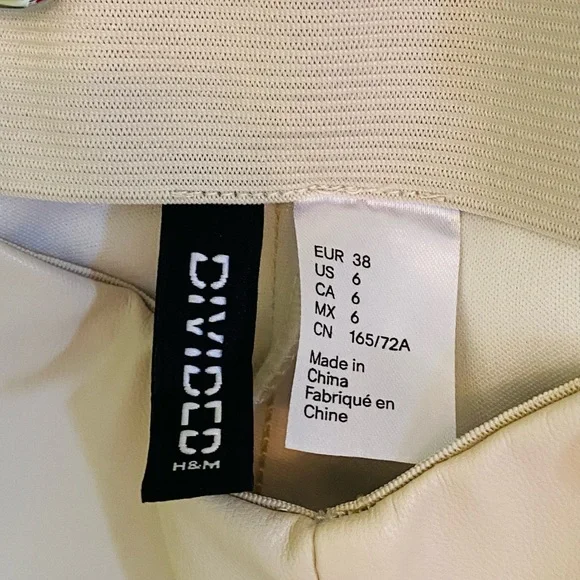 DIVIDED
H&M
EUR 38
US 6
CA 6
MX 6
CN 165/72A
Made in
China
Fabriqué en
Chine